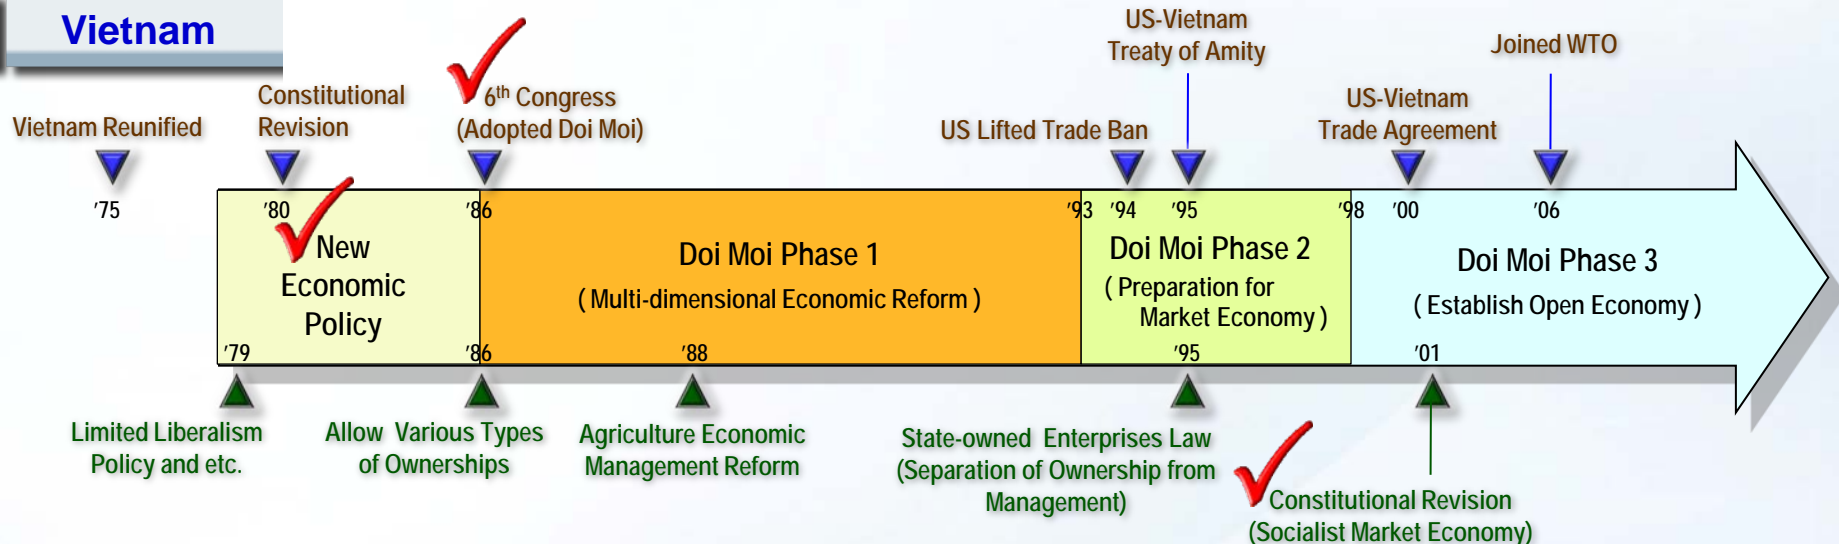 Vietnam
Vietnam Reunified
Constitutional
Revision
6th Congress
(Adopted Doi Moi)
US Lifted Trade Ban
US-Vietnam
Treaty of Amity
US-Vietnam
Trade Agreement
Joined WTO
'75
'80
'86
'93
'94
'95
'98
'00
'06
New
Economic
Policy
Doi Moi Phase 1
( Multi-dimensional Economic Reform )
Doi Moi Phase 2
( Preparation for
Market Economy )
Doi Moi Phase 3
( Establish Open Economy )
'79
'86
'88
'95
'01
Limited Liberalism
Policy and etc.
Allow Various Types
of Ownerships
Agriculture Economic
Management Reform
State-owned Enterprises Law
(Separation of Ownership from
Management)
Constitutional Revision
(Socialist Market Economy)